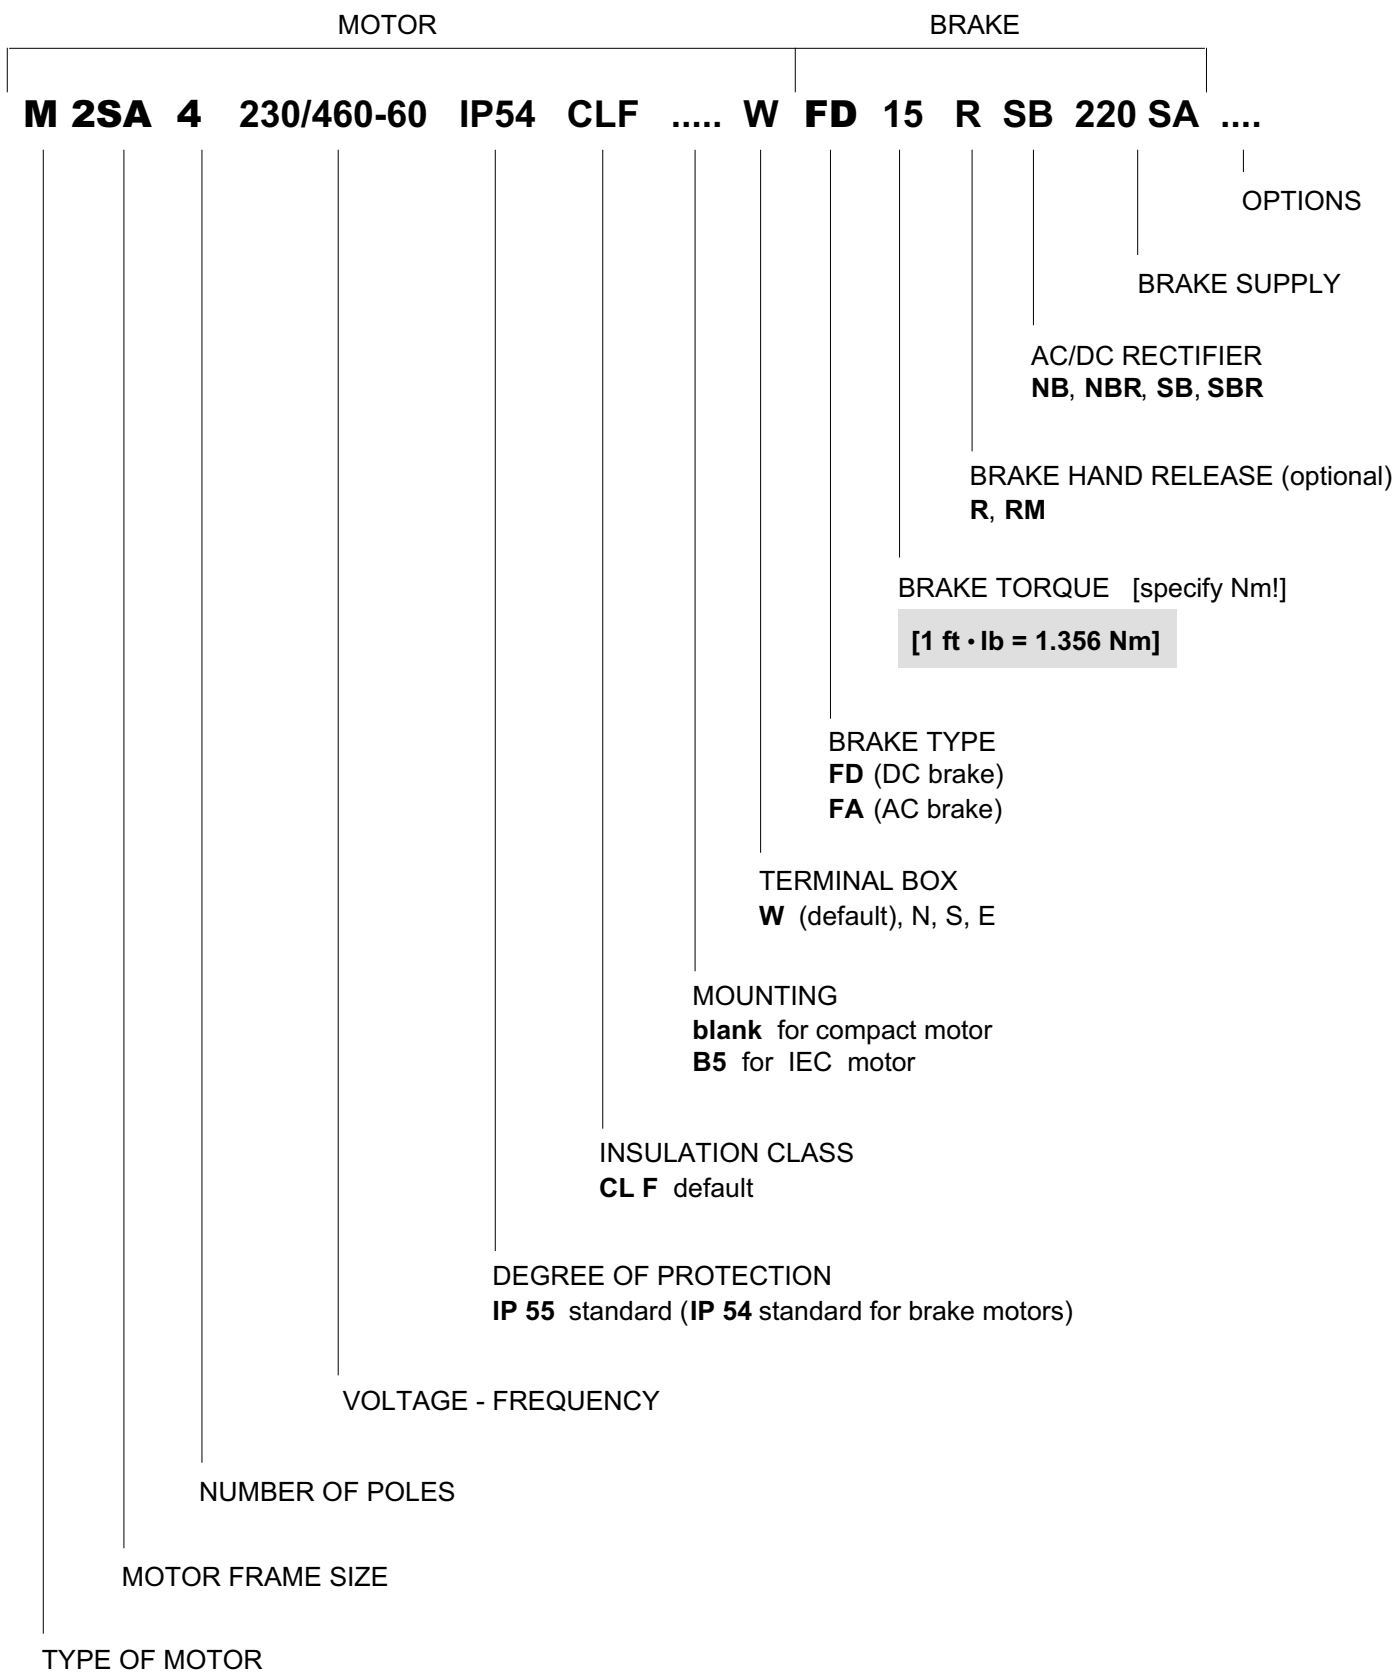 MOTOR BRAKE
M 2SA 4 230/460-60 IP54 CLF ..... W FD 15 R SB 220 SA ....
OPTIONS
BRAKE SUPPLY
AC/DC RECTIFIER
NB, NBR, SB, SBR
BRAKE HAND RELEASE (optional)
R, RM
BRAKE TORQUE [specify Nm!]
[1 ft · lb = 1.356 Nm]
BRAKE TYPE
FD (DC brake)
FA (AC brake)
TERMINAL BOX
W (default), N, S, E
MOUNTING
blank for compact motor
B5 for IEC motor
INSULATION CLASS
CL F default
DEGREE OF PROTECTION
IP 55 standard (IP 54 standard for brake motors)
VOLTAGE - FREQUENCY
NUMBER OF POLES
MOTOR FRAME SIZE
TYPE OF MOTOR